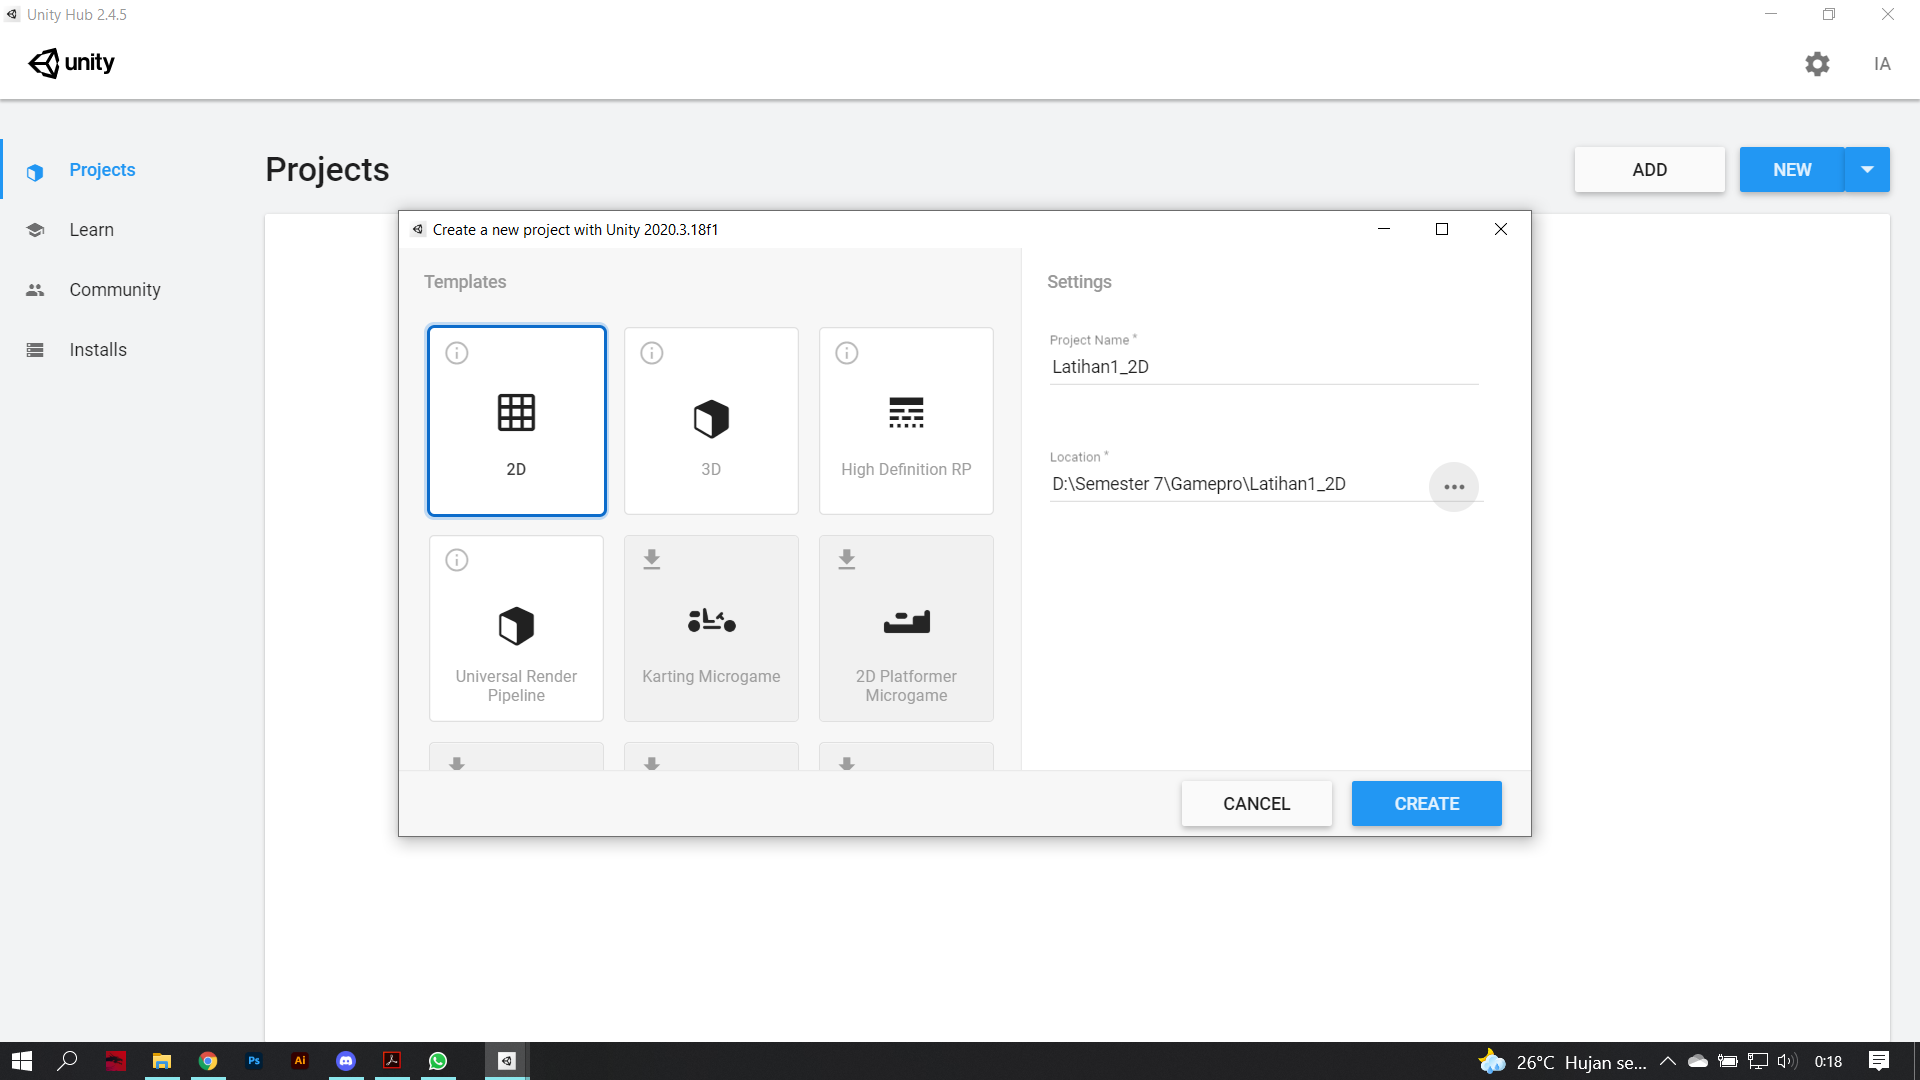 Unity Hub 2.4.5
unity
IA
Projects
Learn
Community
Installs
Projects
ADD
NEW
Create a new project with Unity 2020.3.18f1
Templates
2D
3D
High Definition RP
Universal Render
Pipeline
Karting Microgame
2D Platformer
Microgame
Settings
Project Name *
Latihan1_2D
Location *
D:\Semester 7\Gamepro\Latihan1_2D
CANCEL
CREATE
Ps
Ai
26°C Hujan se...
0:18